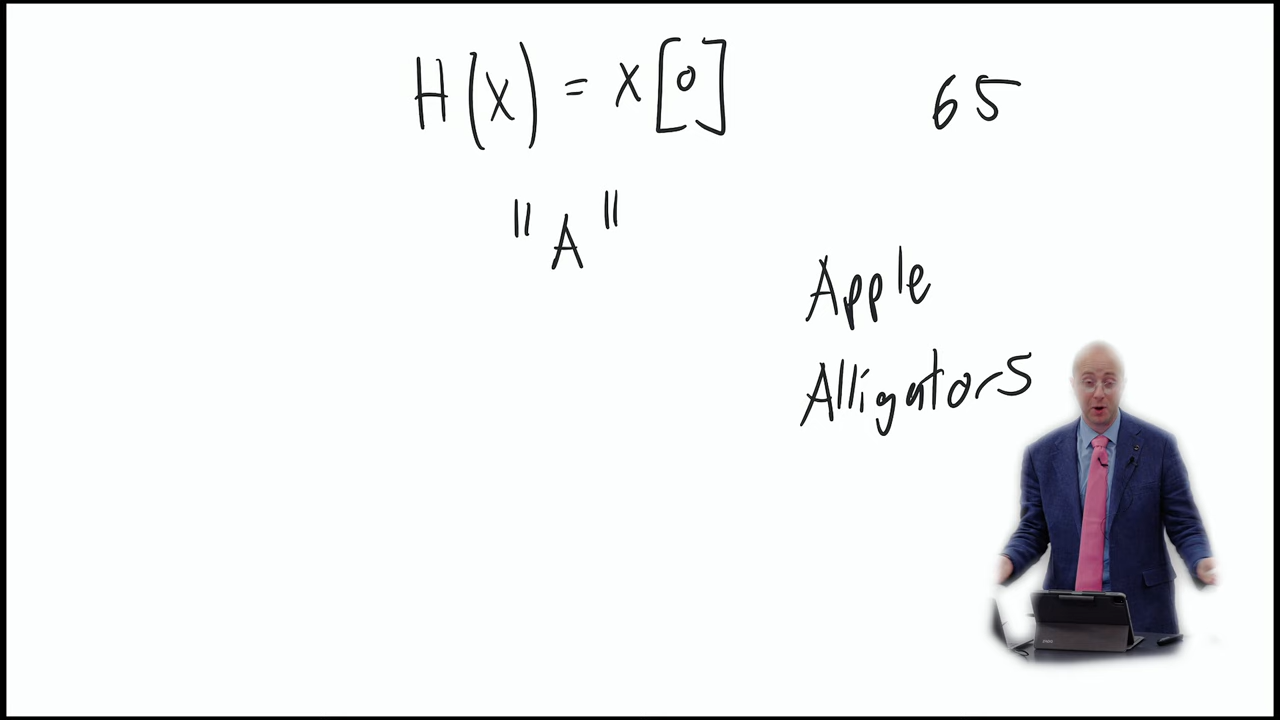 H(x) = x[0]
65
"A"
Apple
Alligators